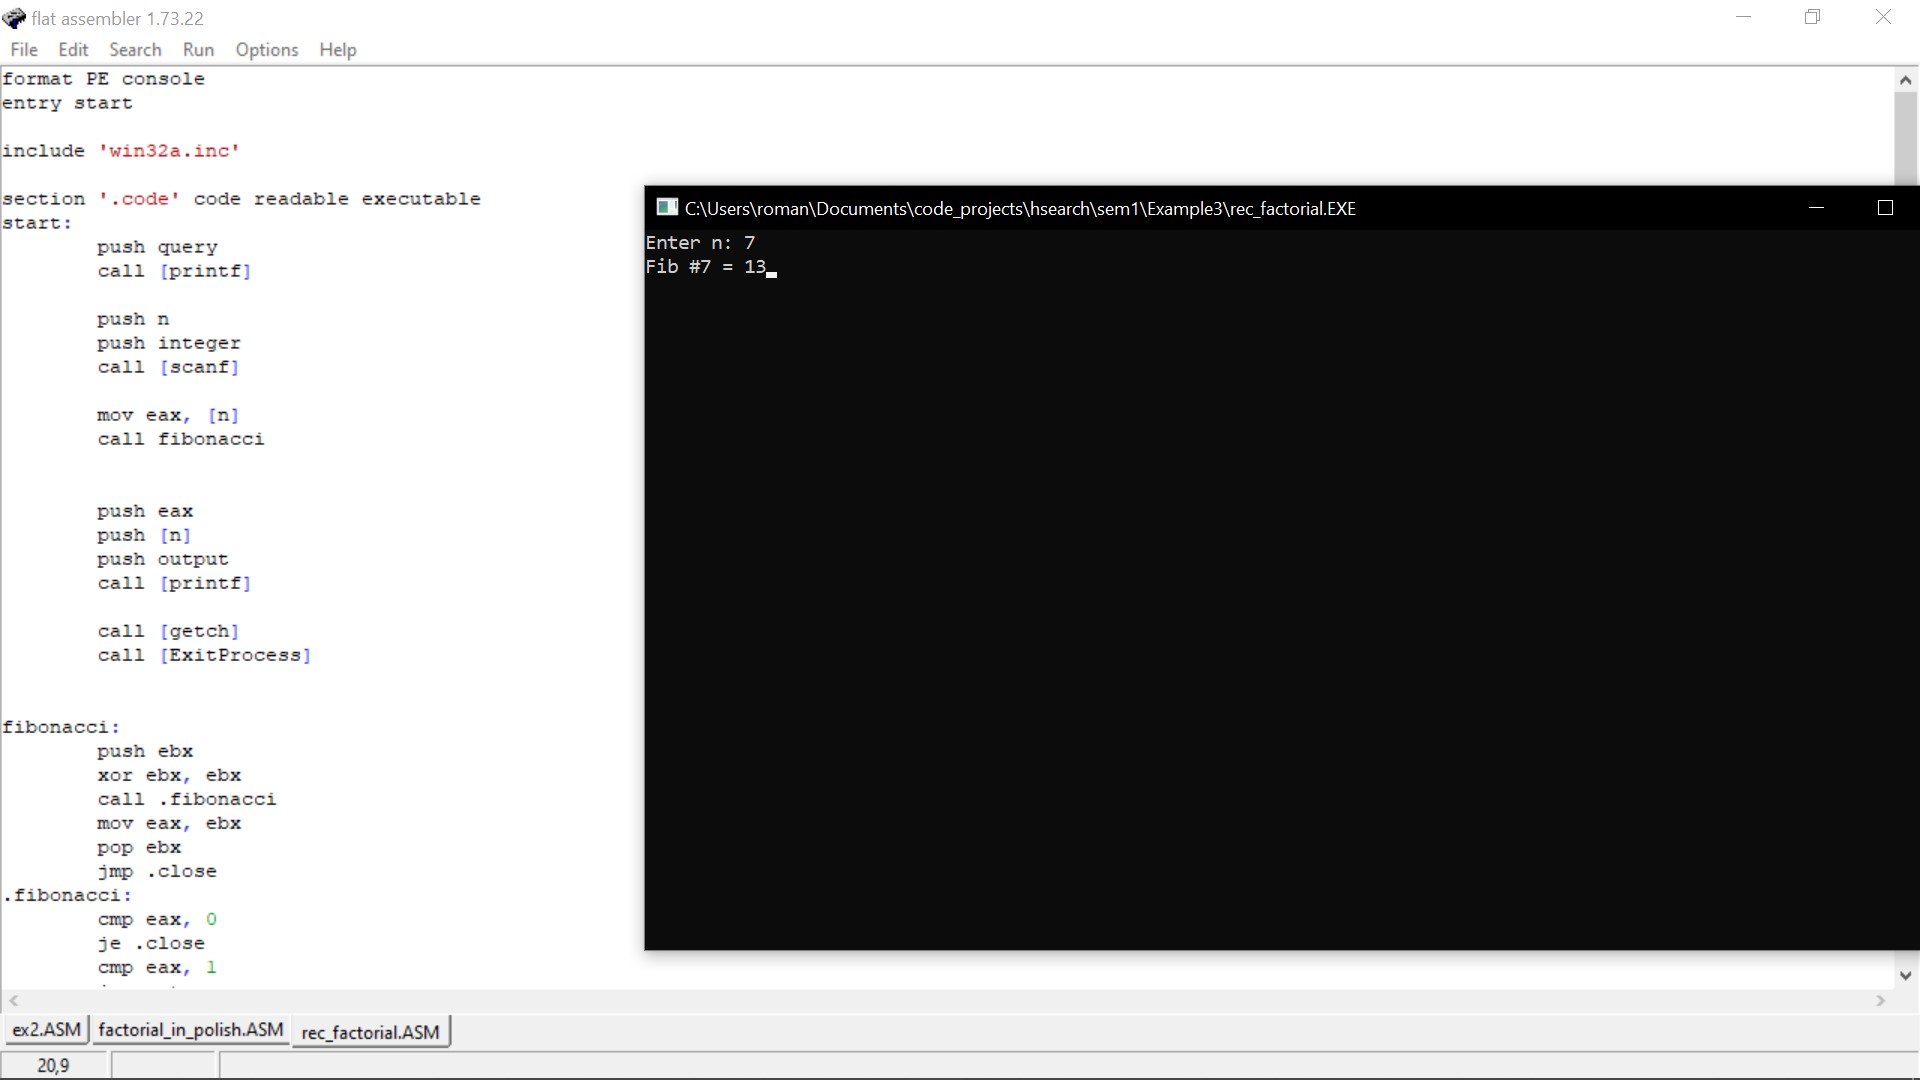 flat assembler 1.73.22
File Edit Search Run Options Help
format PE console
entry start
include 'win32a.inc'
section '.code' code readable executable
start:
push query
call [printf]
push n
push integer
call [scanf]
mov eax, [n]
call fibonacci
push eax
push [n]
push output
call [printf]
call [getch]
call [ExitProcess]
fibonacci:
push ebx
xor ebx, ebx
call .fibonacci
mov eax, ebx
pop ebx
jmp .close
.fibonacci:
cmp eax, 0
je .close
cmp eax, 1
C:\Users\roman\Documents\code_projects\hsearch\sem1\Example3\rec_factorial.EXE
Enter n: 7
Fib #7 = 13
ex2.ASM factorial_in_polish.ASM rec_factorial.ASM
20,9